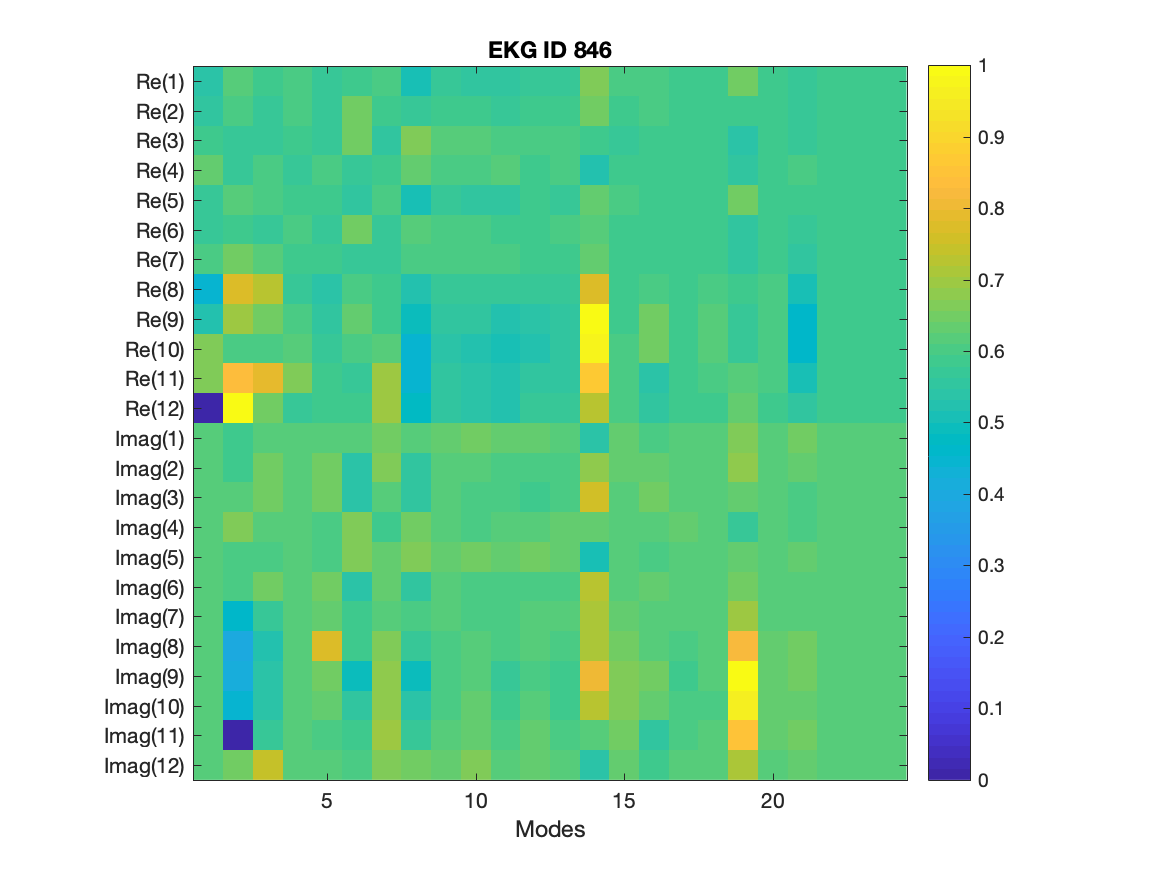 EKG ID 846
Re(1)
Re(2)
Re(3)
Re(4)
Re(5)
Re(6)
Re(7)
Re(8)
Re(9)
Re(10)
Re(11)
Re(12)
Imag(1)
Imag(2)
Imag(3)
Imag(4)
Imag(5)
Imag(6)
Imag(7)
Imag(8)
Imag(9)
Imag(10)
Imag(11)
Imag(12)
5 10 15 20
Modes
1
0.9
0.8
0.7
0.6
0.5
0.4
0.3
0.2
0.1
0